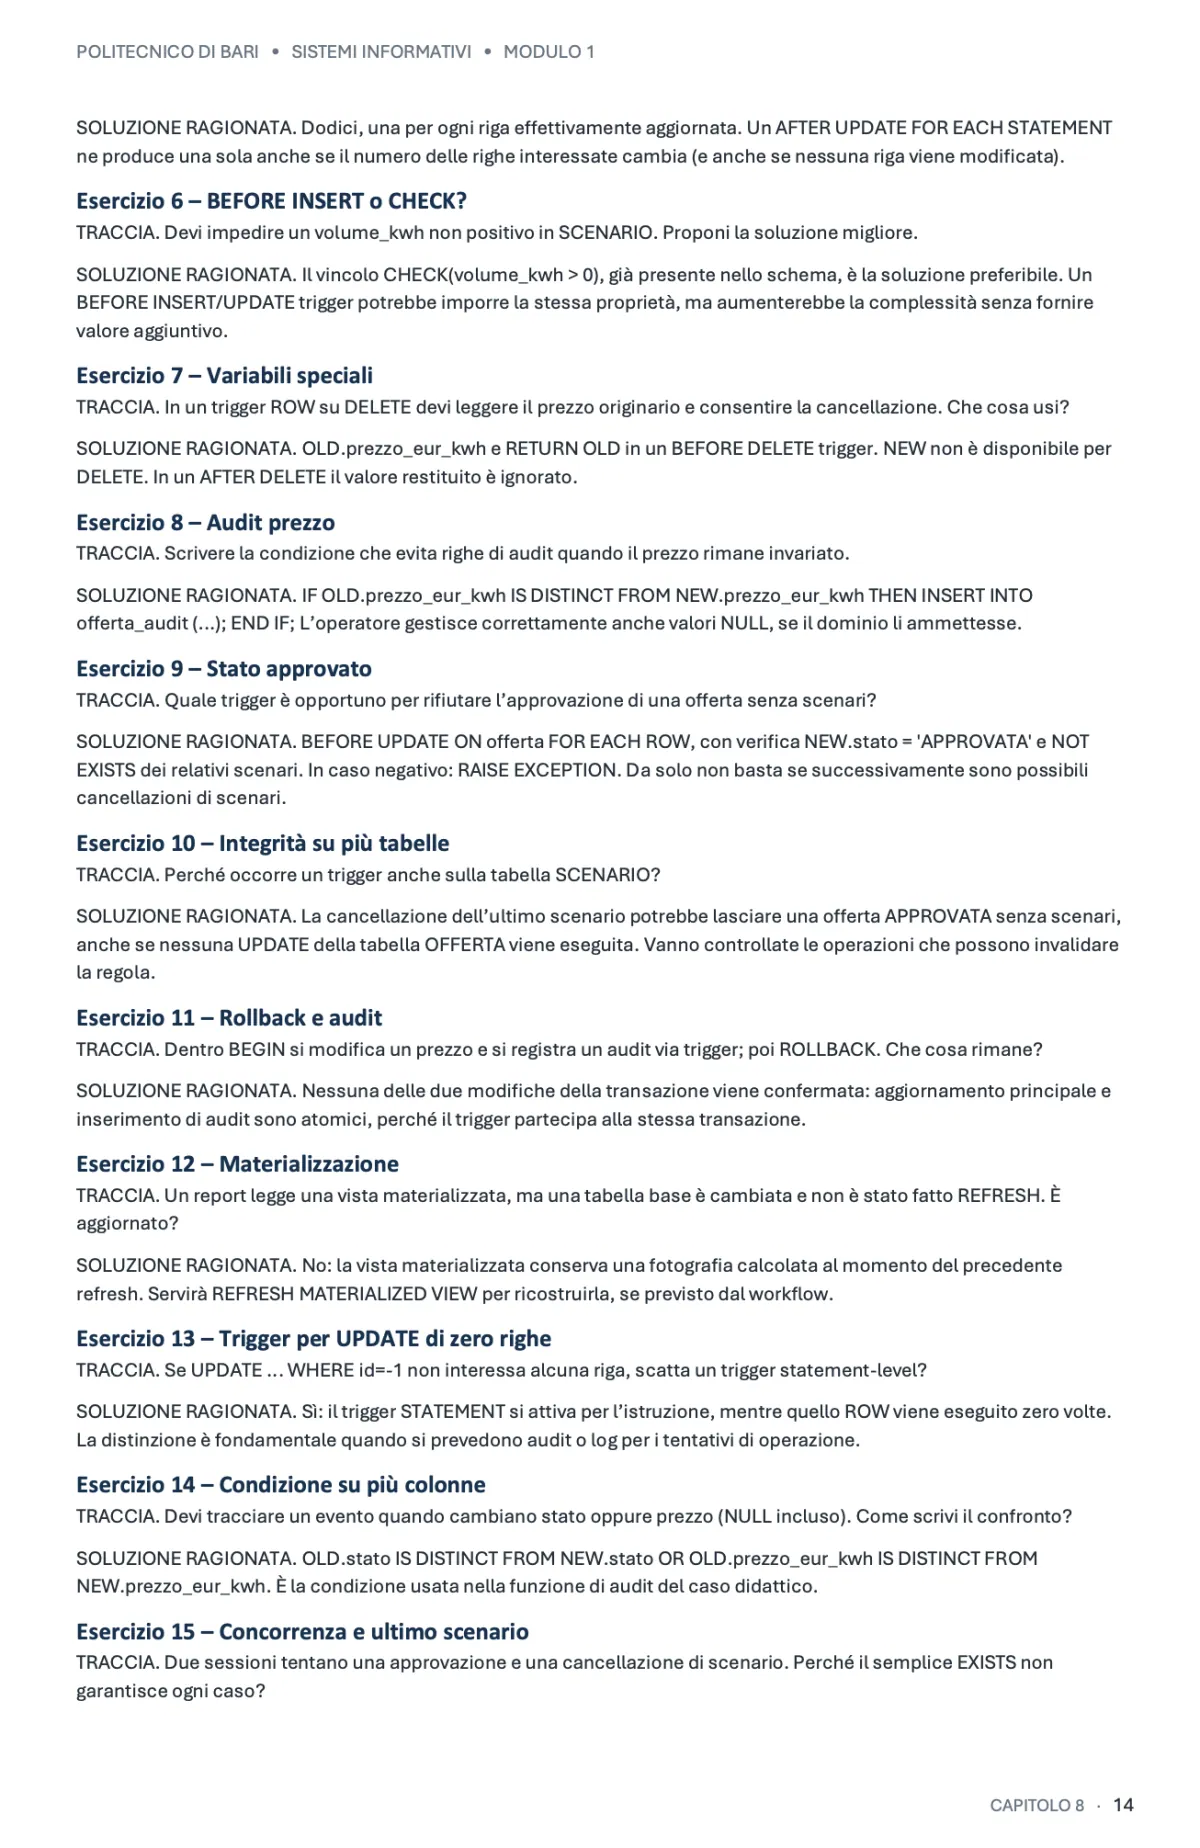 POLITECNICO DI BARI • SISTEMI INFORMATIVI • MODULO 1
SOLUZIONE RAGIONATA. Dodici, una per ogni riga effettivamente aggiornata. Un AFTER UPDATE FOR EACH STATEMENT
ne produce una sola anche se il numero delle righe interessate cambia (e anche se nessuna riga viene modificata).
Esercizio 6 – BEFORE INSERT o CHECK?
TRACCIA. Devi impedire un volume_kwh non positivo in SCENARIO. Proponi la soluzione migliore.
SOLUZIONE RAGIONATA. Il vincolo CHECK(volume_kwh > 0), già presente nello schema, è la soluzione preferibile. Un
BEFORE INSERT/UPDATE trigger potrebbe imporre la stessa proprietà, ma aumenterebbe la complessità senza fornire
valore aggiuntivo.
Esercizio 7 – Variabili speciali
TRACCIA. In un trigger ROW su DELETE devi leggere il prezzo originario e consentire la cancellazione. Che cosa usi?
SOLUZIONE RAGIONATA. OLD.prezzo_eur_kwh e RETURN OLD in un BEFORE DELETE trigger. NEW non è disponibile per
DELETE. In un AFTER DELETE il valore restituito è ignorato.
Esercizio 8 – Audit prezzo
TRACCIA. Scrivere la condizione che evita righe di audit quando il prezzo rimane invariato.
SOLUZIONE RAGIONATA. IF OLD.prezzo_eur_kwh IS DISTINCT FROM NEW.prezzo_eur_kwh THEN INSERT INTO
offerta_audit (...); END IF; L’operatore gestisce correttamente anche valori NULL, se il dominio li ammettesse.
Esercizio 9 – Stato approvato
TRACCIA. Quale trigger è opportuno per rifiutare l’approvazione di una offerta senza scenari?
SOLUZIONE RAGIONATA. BEFORE UPDATE ON offerta FOR EACH ROW, con verifica NEW.stato = 'APPROVATA' e NOT
EXISTS dei relativi scenari. In caso negativo: RAISE EXCEPTION. Da solo non basta se successivamente sono possibili
cancellazioni di scenari.
Esercizio 10 – Integrità su più tabelle
TRACCIA. Perché occorre un trigger anche sulla tabella SCENARIO?
SOLUZIONE RAGIONATA. La cancellazione dell’ultimo scenario potrebbe lasciare una offerta APPROVATA senza scenari,
anche se nessuna UPDATE della tabella OFFERTA viene eseguita. Vanno controllate le operazioni che possono invalidare
la regola.
Esercizio 11 – Rollback e audit
TRACCIA. Dentro BEGIN si modifica un prezzo e si registra un audit via trigger; poi ROLLBACK. Che cosa rimane?
SOLUZIONE RAGIONATA. Nessuna delle due modifiche della transazione viene confermata: aggiornamento principale e
inserimento di audit sono atomici, perché il trigger partecipa alla stessa transazione.
Esercizio 12 – Materializzazione
TRACCIA. Un report legge una vista materializzata, ma una tabella base è cambiata e non è stato fatto REFRESH. È
aggiornato?
SOLUZIONE RAGIONATA. No: la vista materializzata conserva una fotografia calcolata al momento del precedente
refresh. Servirà REFRESH MATERIALIZED VIEW per ricostruirla, se previsto dal workflow.
Esercizio 13 – Trigger per UPDATE di zero righe
TRACCIA. Se UPDATE ... WHERE id=-1 non interessa alcuna riga, scatta un trigger statement-level?
SOLUZIONE RAGIONATA. Sì: il trigger STATEMENT si attiva per l’istruzione, mentre quello ROW viene eseguito zero volte.
La distinzione è fondamentale quando si prevedono audit o log per i tentativi di operazione.
Esercizio 14 – Condizione su più colonne
TRACCIA. Devi tracciare un evento quando cambiano stato oppure prezzo (NULL incluso). Come scrivi il confronto?
SOLUZIONE RAGIONATA. OLD.stato IS DISTINCT FROM NEW.stato OR OLD.prezzo_eur_kwh IS DISTINCT FROM
NEW.prezzo_eur_kwh. È la condizione usata nella funzione di audit del caso didattico.
Esercizio 15 – Concorrenza e ultimo scenario
TRACCIA. Due sessioni tentano una approvazione e una cancellazione di scenario. Perché il semplice EXISTS non
garantisce ogni caso?
CAPITOLO 8 · 14